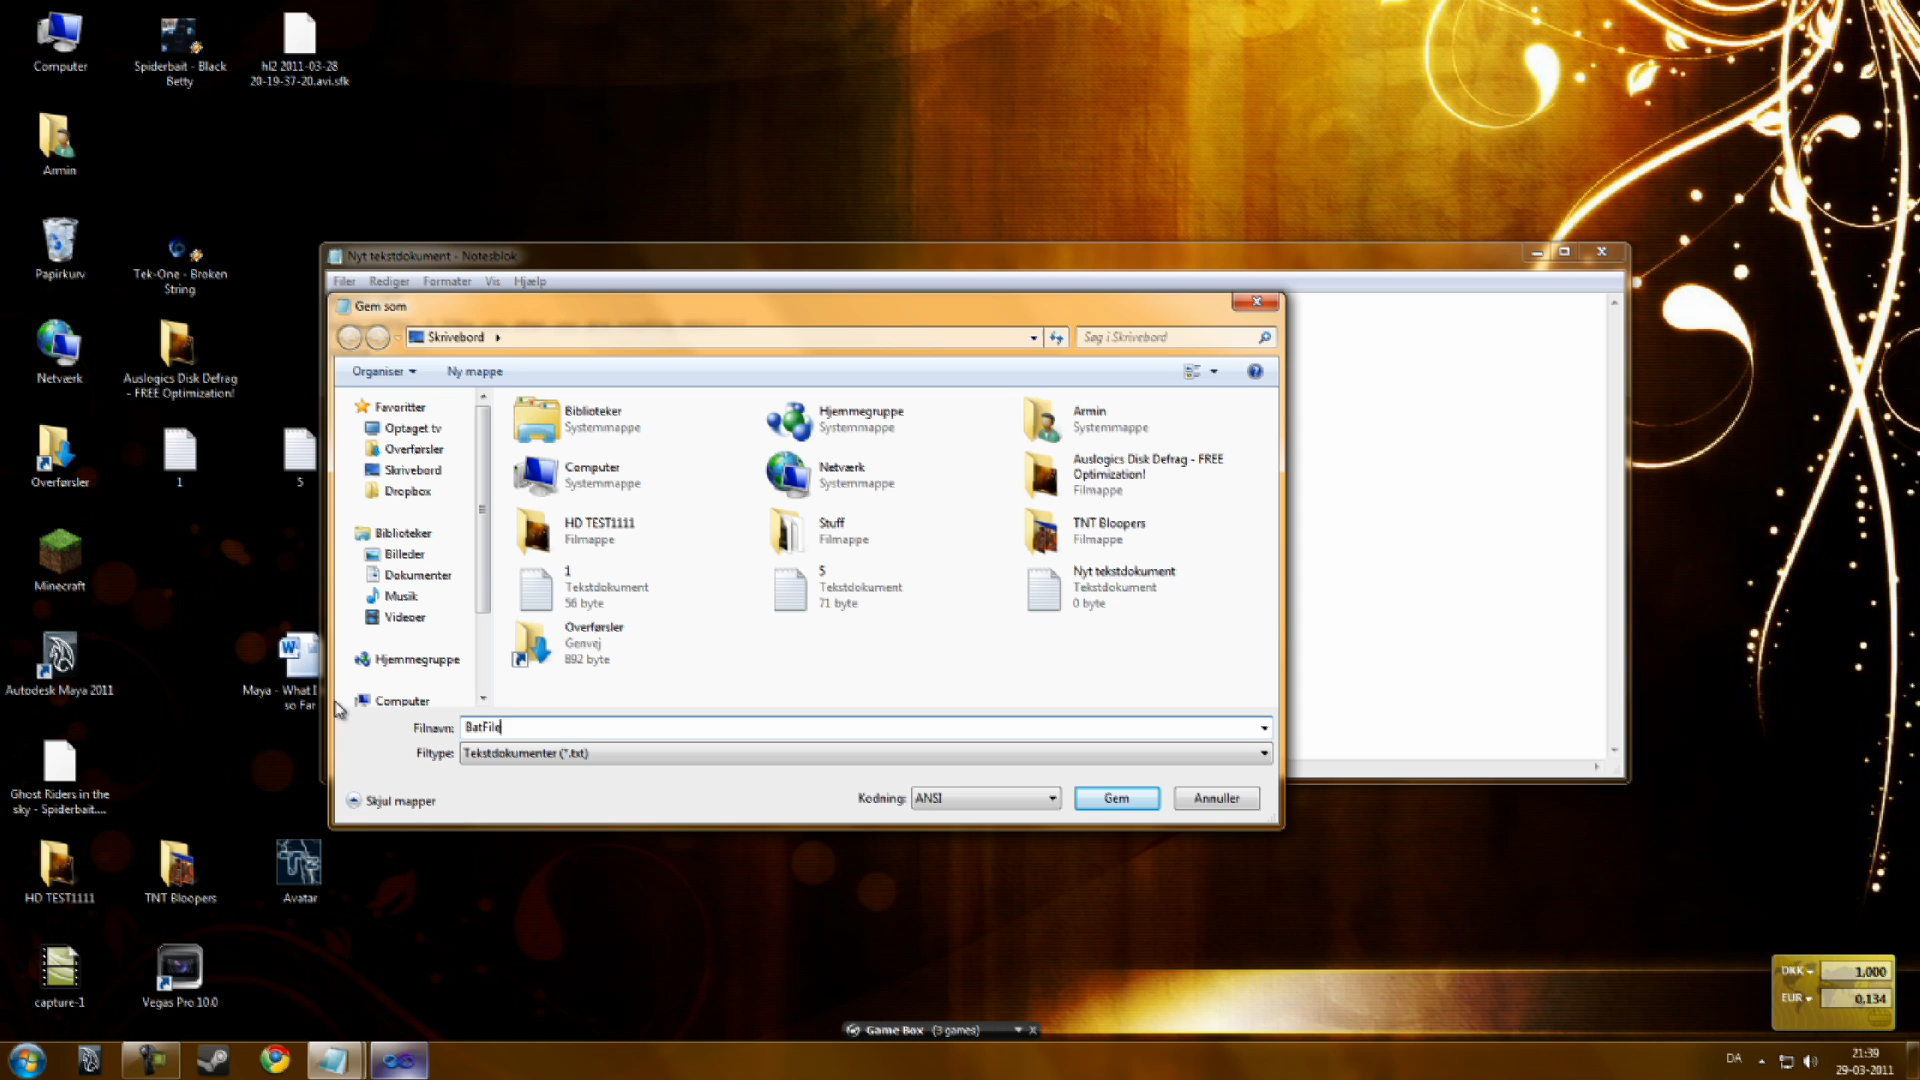 Computer
Spiderbait - Black
Betty
hl2 2011-03-28
20-19-37-20.avi.sfk
Armin
Papirkurv
Tek-One - Broken
String
Netværk
Auslogics Disk Defrag
- FREE Optimization!
Overførsler
1
5
Minecraft
Autodesk Maya 2011
Maya - What I
so Far
Ghost Riders in the
sky - Spiderbait....
HD TEST1111
TNT Bloopers
Avatar
capture-1
Vegas Pro 10.0
Nyt tekstdokument - Notesblok
Filer Rediger Formater Vis Hjælp
Gem som
Skrivebord
Søg i Skrivebord
Organiser
Ny mappe
Favoritter
Optaget tv
Overførsler
Skrivebord
Dropbox
Biblioteker
Billeder
Dokumenter
Musik
Videoer
Hjemmegruppe
Computer
Biblioteker
Systemmappe
Hjemmegruppe
Systemmappe
Armin
Systemmappe
Computer
Systemmappe
Netværk
Systemmappe
Auslogics Disk Defrag - FREE
Optimization!
Filmappe
HD TEST1111
Filmappe
Stuff
Filmappe
TNT Bloopers
Filmappe
1
Tekstdokument
56 byte
5
Tekstdokument
71 byte
Nyt tekstdokument
Tekstdokument
0 byte
Overførsler
Genvej
892 byte
Filnavn: BatFile
Filtype: Tekstdokumenter (*.txt)
Skjul mapper
Kodning: ANSI
Gem
Annuller
DKK 1,000
EUR 0,134
Game Box (3 games)
W
DA
21:39
29-03-2011